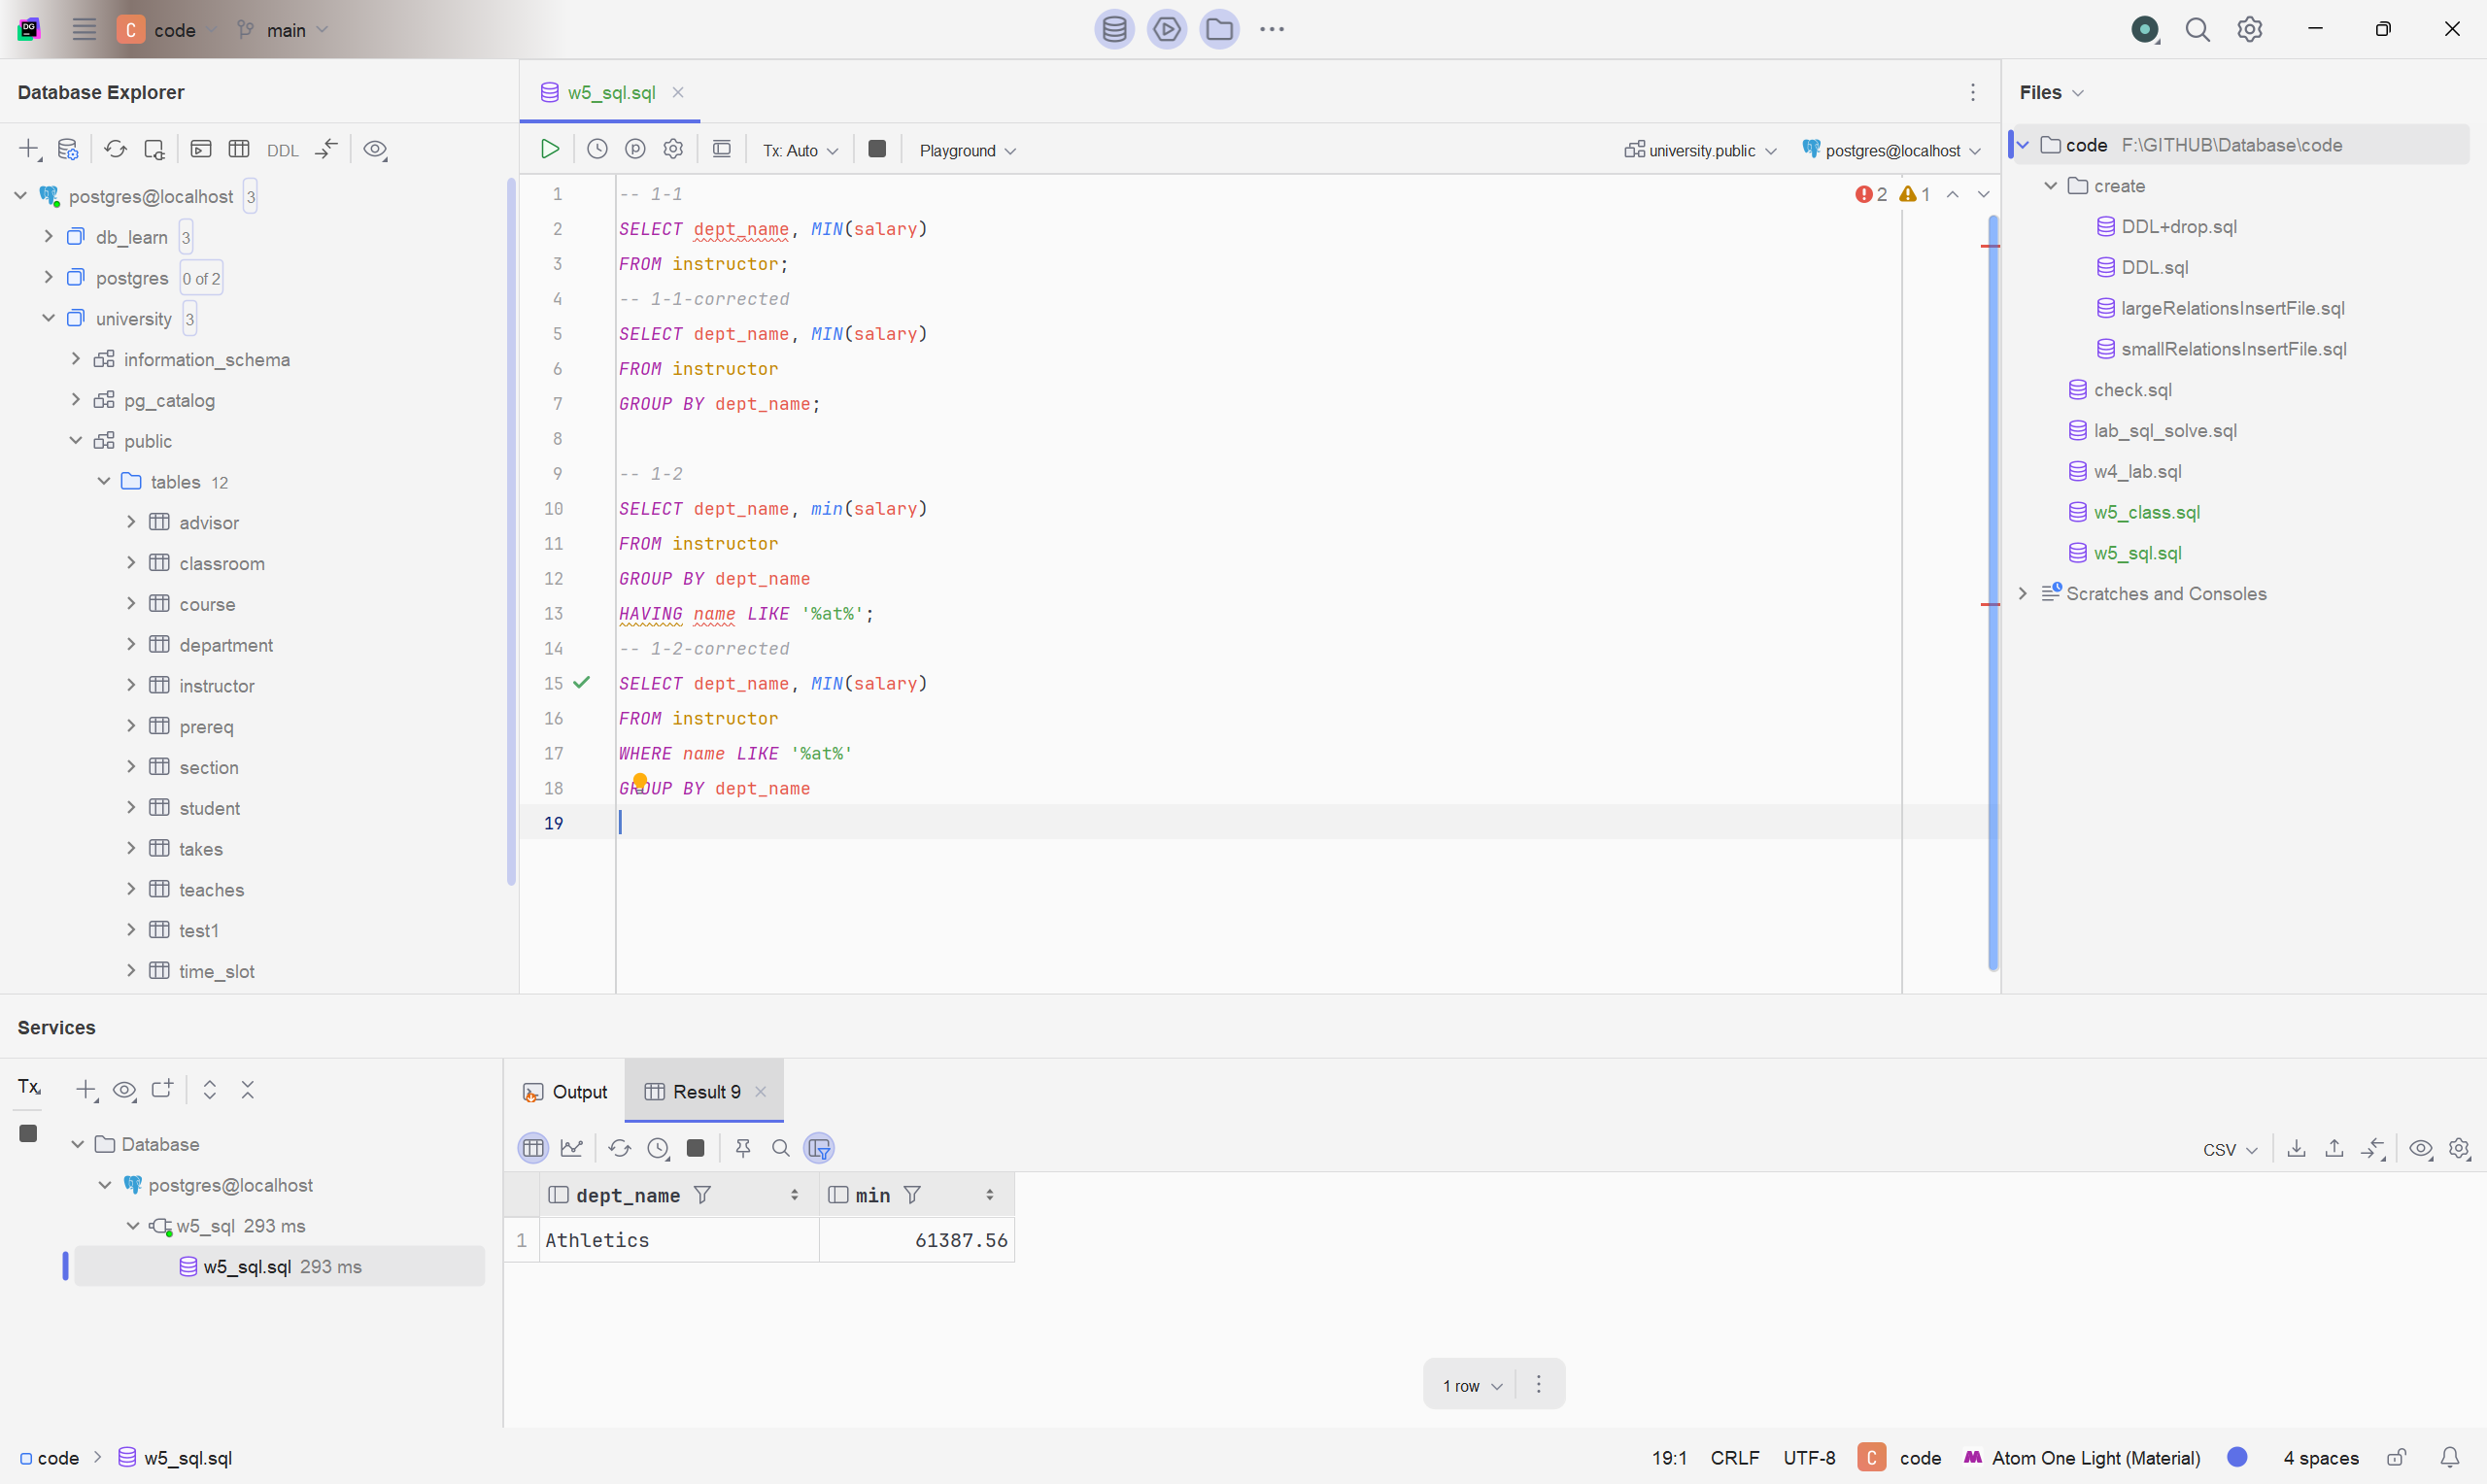 DG
C code main
Database Explorer
DDL
postgres@localhost 3
db_learn 3
postgres 0 of 2
university 3
information_schema
pg_catalog
public
tables 12
advisor
classroom
course
department
instructor
prereq
section
student
takes
teaches
test1
time_slot
w5_sql.sql
Tx: Auto Playground university.public postgres@localhost
2 1
1 -- 1-1
2 SELECT dept_name, MIN(salary)
3 FROM instructor;
4 -- 1-1-corrected
5 SELECT dept_name, MIN(salary)
6 FROM instructor
7 GROUP BY dept_name;
8
9 -- 1-2
10 SELECT dept_name, min(salary)
11 FROM instructor
12 GROUP BY dept_name
13 HAVING name LIKE '%at%';
14 -- 1-2-corrected
15 SELECT dept_name, MIN(salary)
16 FROM instructor
17 WHERE name LIKE '%at%'
18 GROUP BY dept_name
19
Files
code F:\GITHUB\Database\code
create
DDL+drop.sql
DDL.sql
largeRelationsInsertFile.sql
smallRelationsInsertFile.sql
check.sql
lab_sql_solve.sql
w4_lab.sql
w5_class.sql
w5_sql.sql
Scratches and Consoles
Services
Tx
Database
postgres@localhost
w5_sql 293 ms
w5_sql.sql 293 ms
Output Result 9
CSV
dept_name min
1 Athletics 61387.56
1 row
code w5_sql.sql
19:1 CRLF UTF-8 C code Atom One Light (Material) 4 spaces